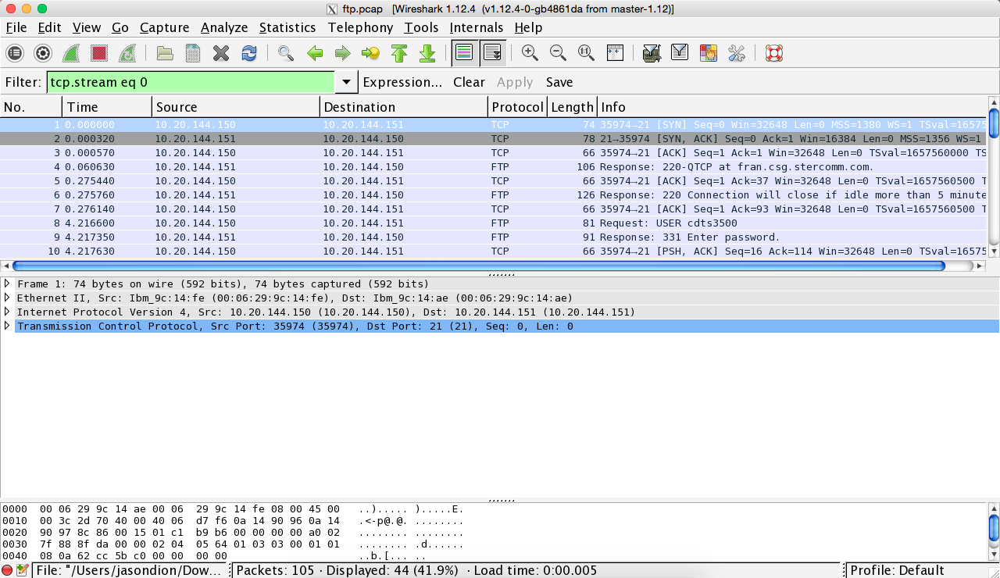 ftp.pcap [Wireshark 1.12.4 (v1.12.4-0-gb4861da from master-1.12)]
File Edit View Go Capture Analyze Statistics Telephony Tools Internals Help
Filter: tcp.stream eq 0 Expression... Clear Apply Save
No. Time Source Destination Protocol Length Info
1 0.000000 10.20.144.150 10.20.144.151 TCP 74 35974→21 [SYN] Seq=0 Win=32648 Len=0 MSS=1380 WS=1 TSval=16575
2 0.000320 10.20.144.151 10.20.144.150 TCP 78 21→35974 [SYN, ACK] Seq=0 Ack=1 Win=16384 Len=0 MSS=1356 WS=1
3 0.000570 10.20.144.150 10.20.144.151 TCP 66 35974→21 [ACK] Seq=1 Ack=1 Win=32648 Len=0 TSval=1657560000 TS
4 0.060630 10.20.144.151 10.20.144.150 FTP 106 Response: 220-QTCP at fran.csg.stercomm.com.
5 0.275440 10.20.144.150 10.20.144.151 TCP 66 35974→21 [ACK] Seq=1 Ack=37 Win=32648 Len=0 TSval=1657560500 T
6 0.275760 10.20.144.151 10.20.144.150 FTP 126 Response: 220 Connection will close if idle more than 5 minute
7 0.276140 10.20.144.150 10.20.144.151 TCP 66 35974→21 [ACK] Seq=1 Ack=93 Win=32648 Len=0 TSval=1657560500 T
8 4.216600 10.20.144.150 10.20.144.151 FTP 81 Request: USER cdts3500
9 4.217350 10.20.144.151 10.20.144.150 FTP 91 Response: 331 Enter password.
10 4.217630 10.20.144.150 10.20.144.151 TCP 66 35974→21 [PSH, ACK] Seq=16 Ack=114 Win=32648 Len=0 TSval=16575
Frame 1: 74 bytes on wire (592 bits), 74 bytes captured (592 bits)
Ethernet II, Src: Ibm_9c:14:fe (00:06:29:9c:14:fe), Dst: Ibm_9c:14:ae (00:06:29:9c:14:ae)
Internet Protocol Version 4, Src: 10.20.144.150 (10.20.144.150), Dst: 10.20.144.151 (10.20.144.151)
Transmission Control Protocol, Src Port: 35974 (35974), Dst Port: 21 (21), Seq: 0, Len: 0
0000 00 06 29 9c 14 ae 00 06 29 9c 14 fe 08 00 45 00 ..)..... ).....E.
0010 00 3c 2d 70 40 00 40 06 d7 f6 0a 14 90 96 0a 14 .<-p@.@. ........
0020 90 97 8c 86 00 15 01 c1 b9 b6 00 00 00 00 a0 02 ........ ........
0030 7f 88 8f da 00 00 02 04 05 64 01 03 03 00 01 01 ........ .d......
0040 08 0a 62 cc 5b c0 00 00 00 00 ..b.[... ..
File: "/Users/jasondion/Dow... Packets: 105 · Displayed: 44 (41.9%) · Load time: 0:00.005 Profile: Default